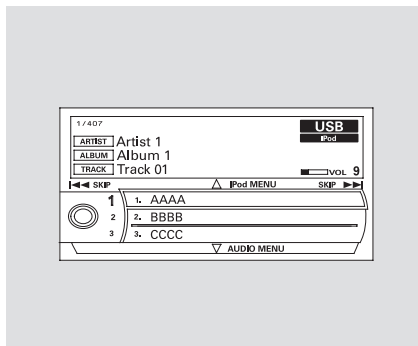 1/407
USB
iPod
ARTIST Artist 1
ALBUM Album 1
TRACK Track 01
VOL 9
SKIP
iPod MENU
SKIP
1 1. AAAA
2 2. BBBB
3 3. CCCC
AUDIO MENU